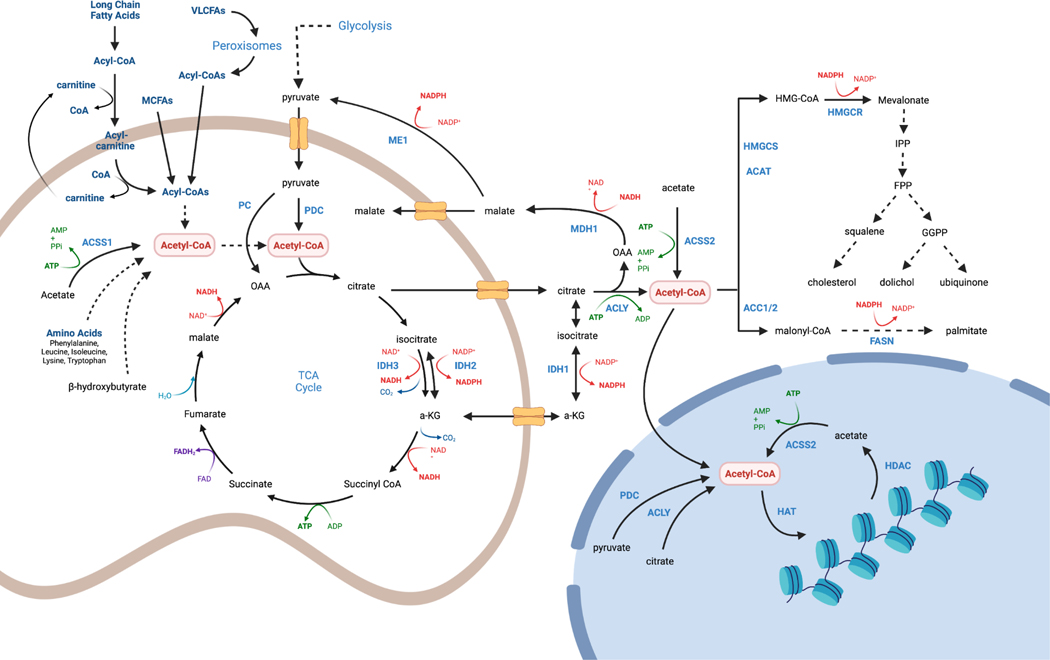 Long Chain
Fatty Acids
VLCFAs
Glycolysis
Peroxisomes
Acyl-CoA
Acyl-CoAs
carnitine
CoA
MCFAs
pyruvate
NADPH
NADP⁺
ME1
Acyl-
carnitine
CoA
carnitine
Acyl-CoAs
pyruvate
PC
PDC
malate
malate
AMP
+
PPi
ATP
ACSS1
Acetate
Acetyl-CoA
Acetyl-CoA
OAA
citrate
NADH
NAD⁺
malate
Amino Acids
Phenylalanine,
Leucine, Isoleucine,
Lysine, Tryptophan
β-hydroxybutyrate
H₂O
Fumarate
FADH₂
FAD
Succinate
ATP
ADP
Succinyl CoA
TCA
Cycle
isocitrate
NAD⁺
IDH3
NADH
CO₂
NADP⁺
IDH2
NADPH
a-KG
CO₂
NAD
+
NADH
NAD
NADH
MDH1
OAA
acetate
ATP
ACSS2
AMP
+
PPi
citrate
ACLY
ATP
ADP
Acetyl-CoA
isocitrate
IDH1
NADP⁺
NADPH
a-KG
HMG-CoA
NADPH
NADP⁺
HMGCR
Mevalonate
HMGCS
ACAT
IPP
FPP
squalene
GGPP
cholesterol
dolichol
ubiquinone
ACC1/2
malonyl-CoA
NADPH
NADP⁺
FASN
palmitate
ATP
AMP
+
PPi
ACSS2
acetate
Acetyl-CoA
HDAC
PDC
ACLY
HAT
pyruvate
citrate